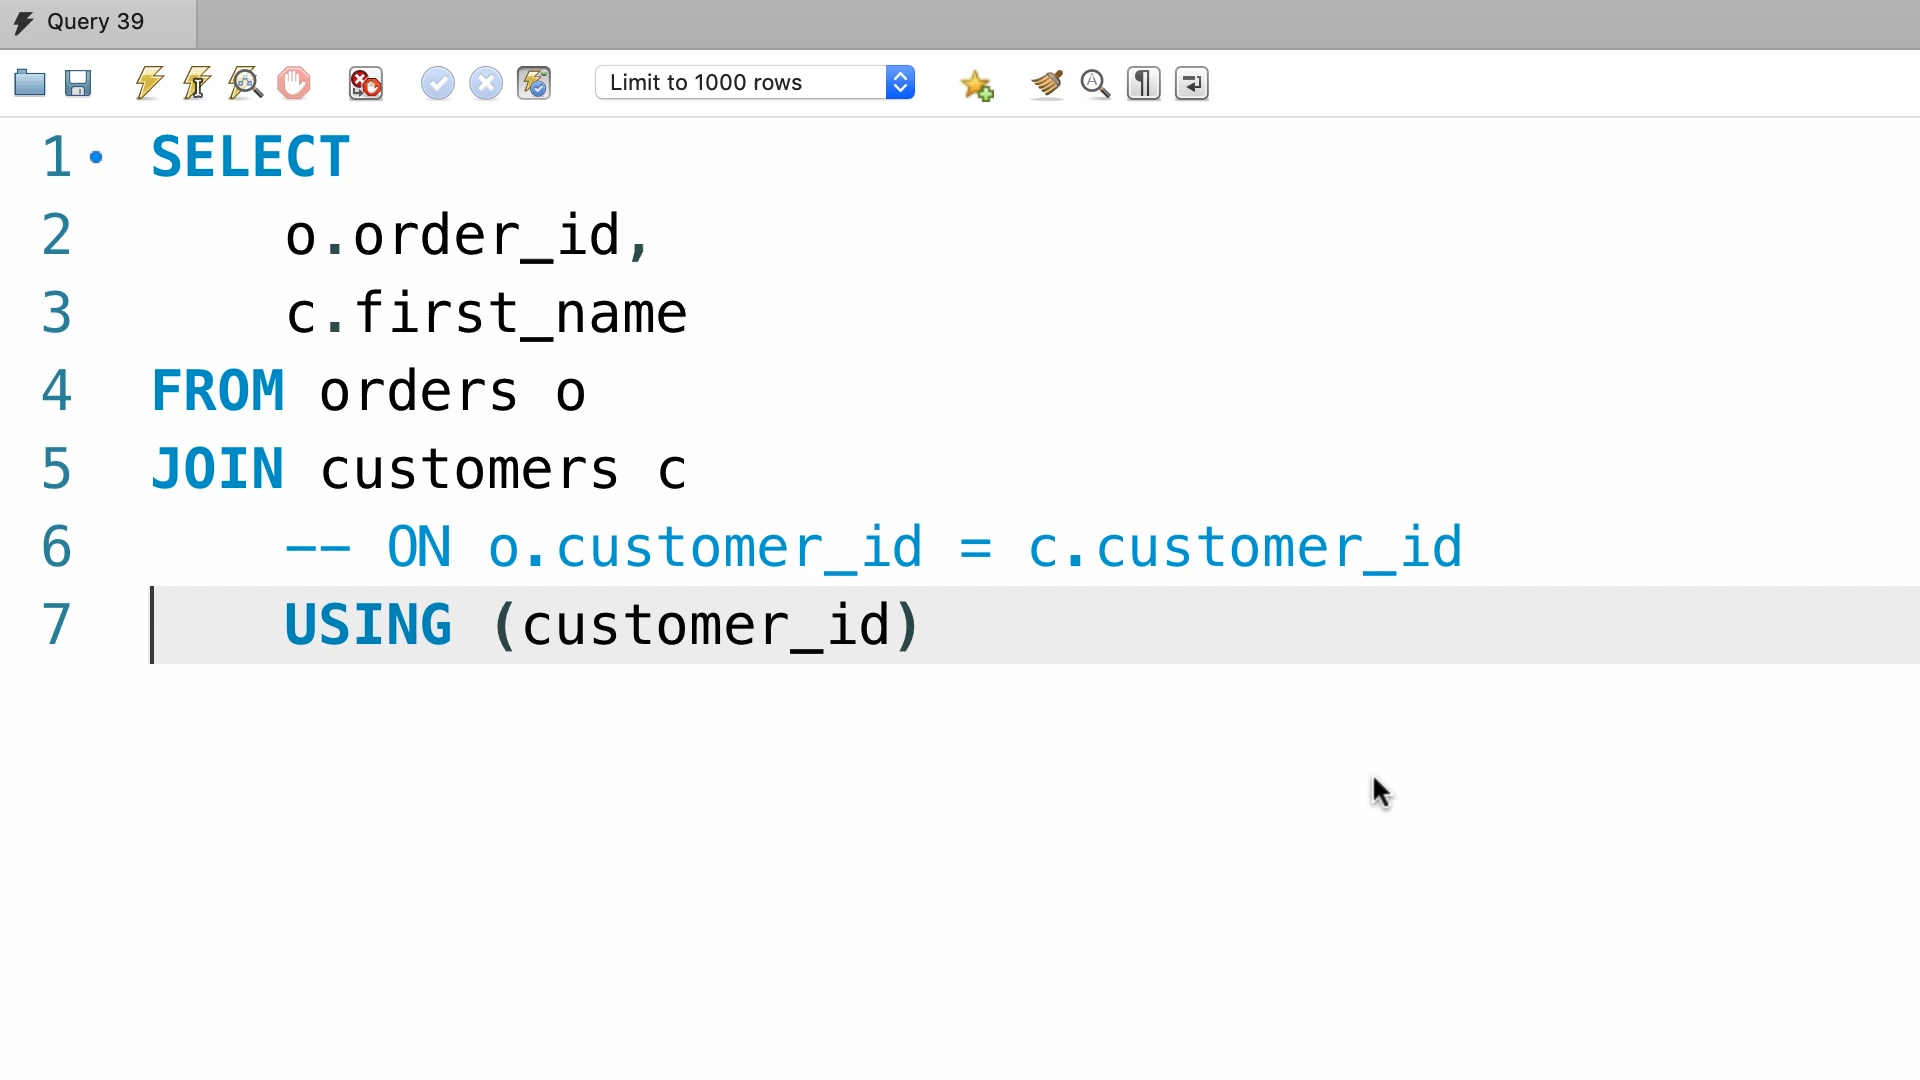 Query 39
Limit to 1000 rows
1 SELECT
2 o.order_id,
3 c.first_name
4 FROM orders o
5 JOIN customers c
6 -- ON o.customer_id = c.customer_id
7 USING (customer_id)